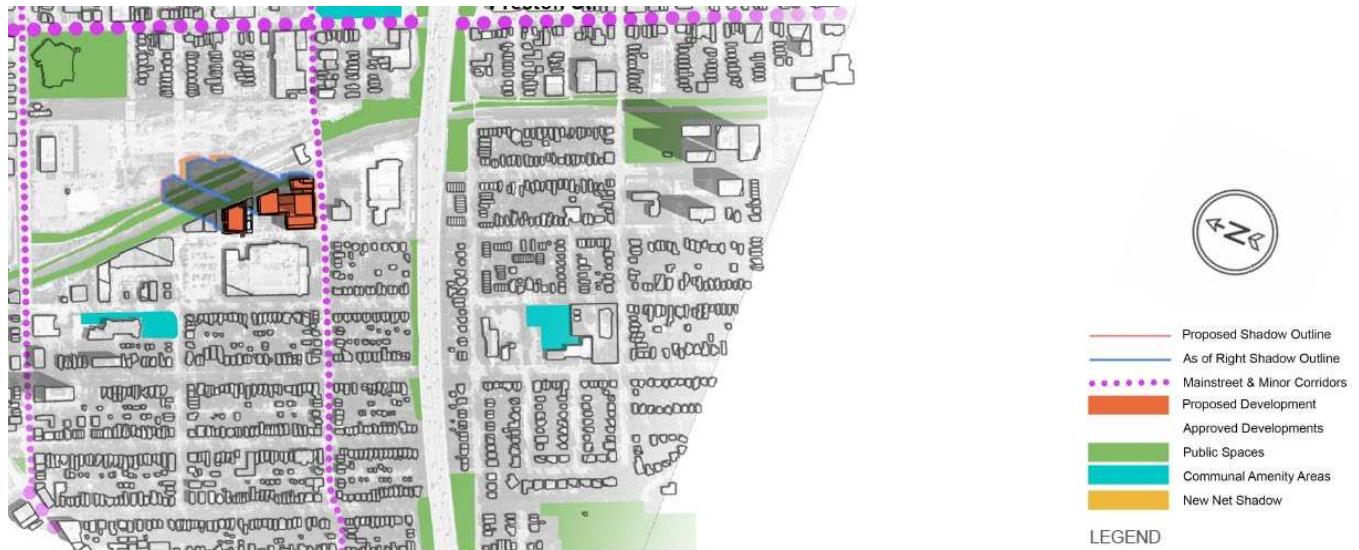 N
Proposed Shadow Outline
As of Right Shadow Outline
Mainstreet & Minor Corridors
Proposed Development
Approved Developments
Public Spaces
Communal Amenity Areas
New Net Shadow
LEGEND